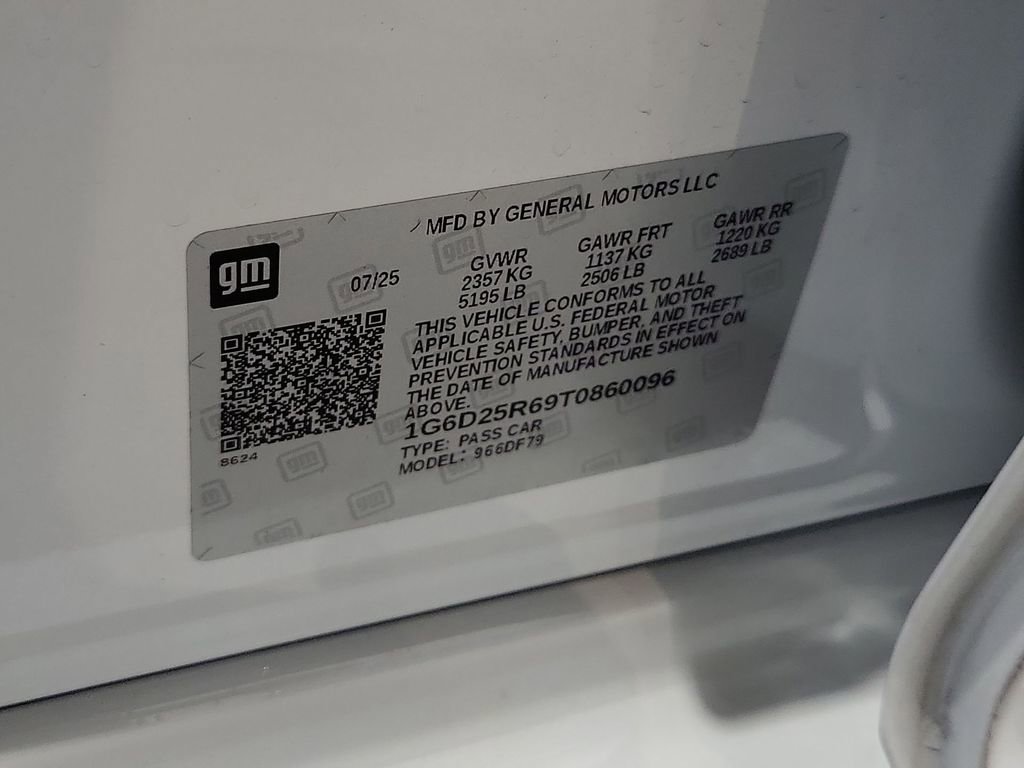 MFD BY GENERAL MOTORS LLC
gm
07/25
GVWR
2357 KG
5195 LB
GAWR FRT
1137 KG
2506 LB
GAWR RR
1220 KG
2689 LB
THIS VEHICLE CONFORMS TO ALL
APPLICABLE U.S. FEDERAL MOTOR
VEHICLE SAFETY, BUMPER, AND THEFT
PREVENTION STANDARDS IN EFFECT ON
THE DATE OF MANUFACTURE SHOWN
ABOVE.
1G6D25R69T0860096
TYPE: PASS CAR
MODEL: 966DF79
8624